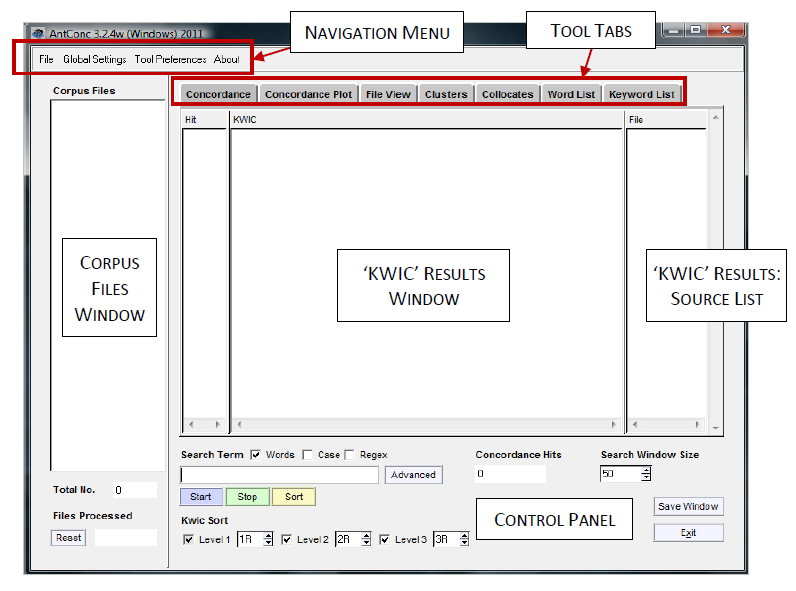 NAVIGATION MENU
TOOL TABS
AntConc 3.2.4w (Windows) 2011
File Global Settings Tool Preferences About
Corpus Files
Concordance Concordance Plot File View Clusters Collocates Word List Keyword List
Hit KWIC File
CORPUS
FILES
WINDOW
‘KWIC’ RESULTS
WINDOW
‘KWIC’ RESULTS:
SOURCE LIST
Search Term Words Case Regex
Concordance Hits
Search Window Size
Advanced
0
50
Total No. 0
Start Stop Sort
Files Processed
Reset
Kwic Sort
Level 1 1R Level 2 2R Level 3 3R
CONTROL PANEL
Save Window
Exit